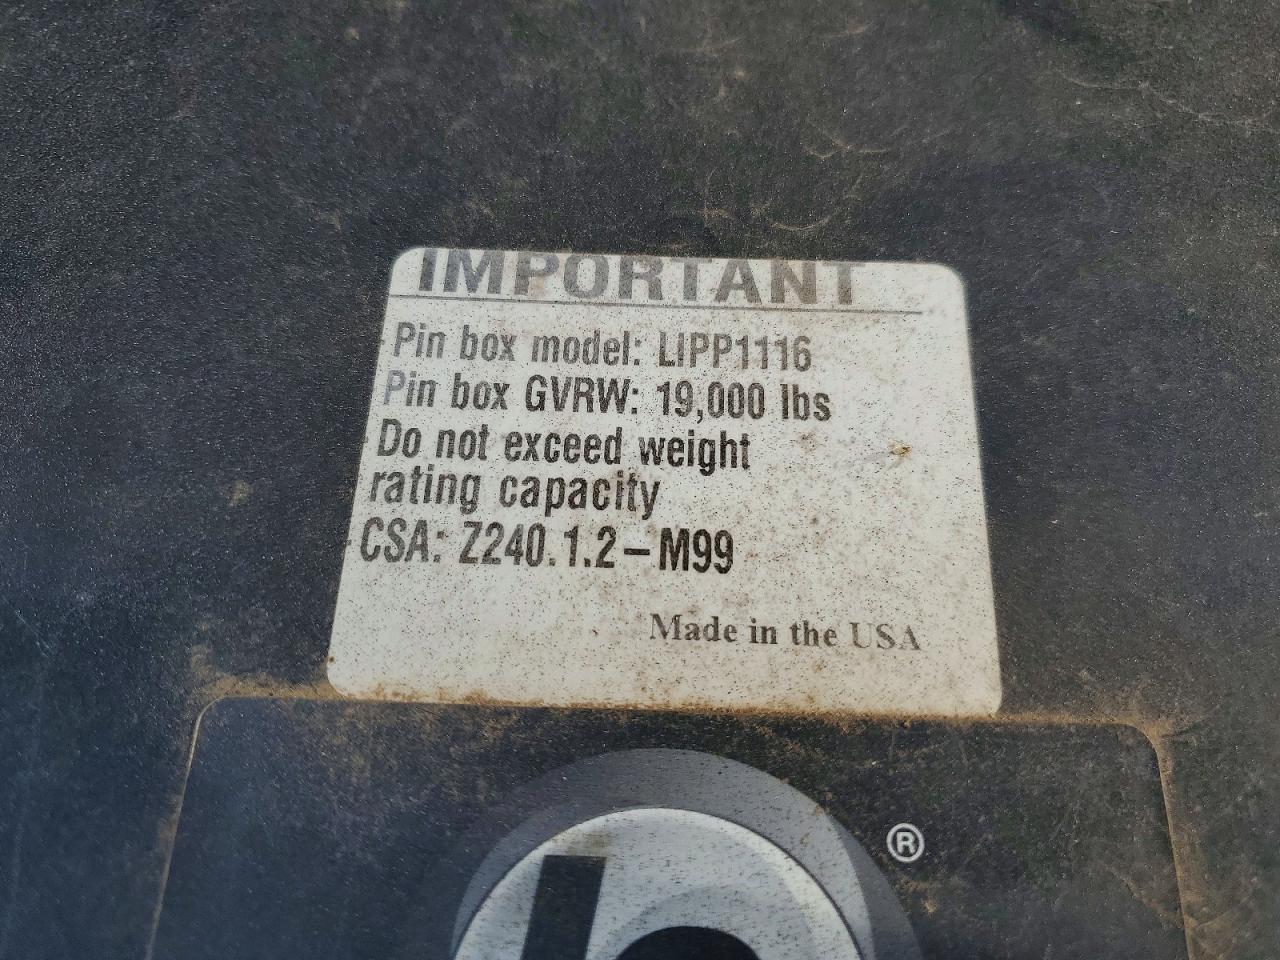 IMPORTANT
Pin box model: LIPP1116
Pin box GVRW: 19,000 lbs
Do not exceed weight
rating capacity
CSA: Z240.1.2-M99
Made in the USA
®